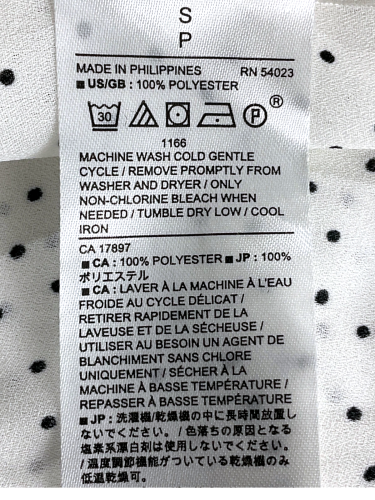 S
P
MADE IN PHILIPPINES RN 54023
■ US/GB : 100% POLYESTER
30 P ®
1166
MACHINE WASH COLD GENTLE
CYCLE / REMOVE PROMPTLY FROM
WASHER AND DRYER / ONLY
NON-CHLORINE BLEACH WHEN
NEEDED / TUMBLE DRY LOW / COOL
IRON
CA 17897
■ CA : 100% POLYESTER ■ JP : 100%
ポリエステル
■ CA : LAVER À LA MACHINE À L'EAU
FROIDE AU CYCLE DÉLICAT /
RETIRER RAPIDEMENT DE LA
LAVEUSE ET DE LA SÉCHEUSE /
UTILISER AU BESOIN UN AGENT DE
BLANCHIMENT SANS CHLORE
UNIQUEMENT / SÉCHER À LA
MACHINE À BASSE TEMPÉRATURE /
REPASSER À BASSE TEMPÉRATURE
■ JP : 洗濯機/乾燥機の中に長時間放置し
ないでください。/ 色落ちの原因となる
塩素系漂白剤は使用しないでください。
/ 温度調節機能がついている乾燥機のみ
低温乾燥可。